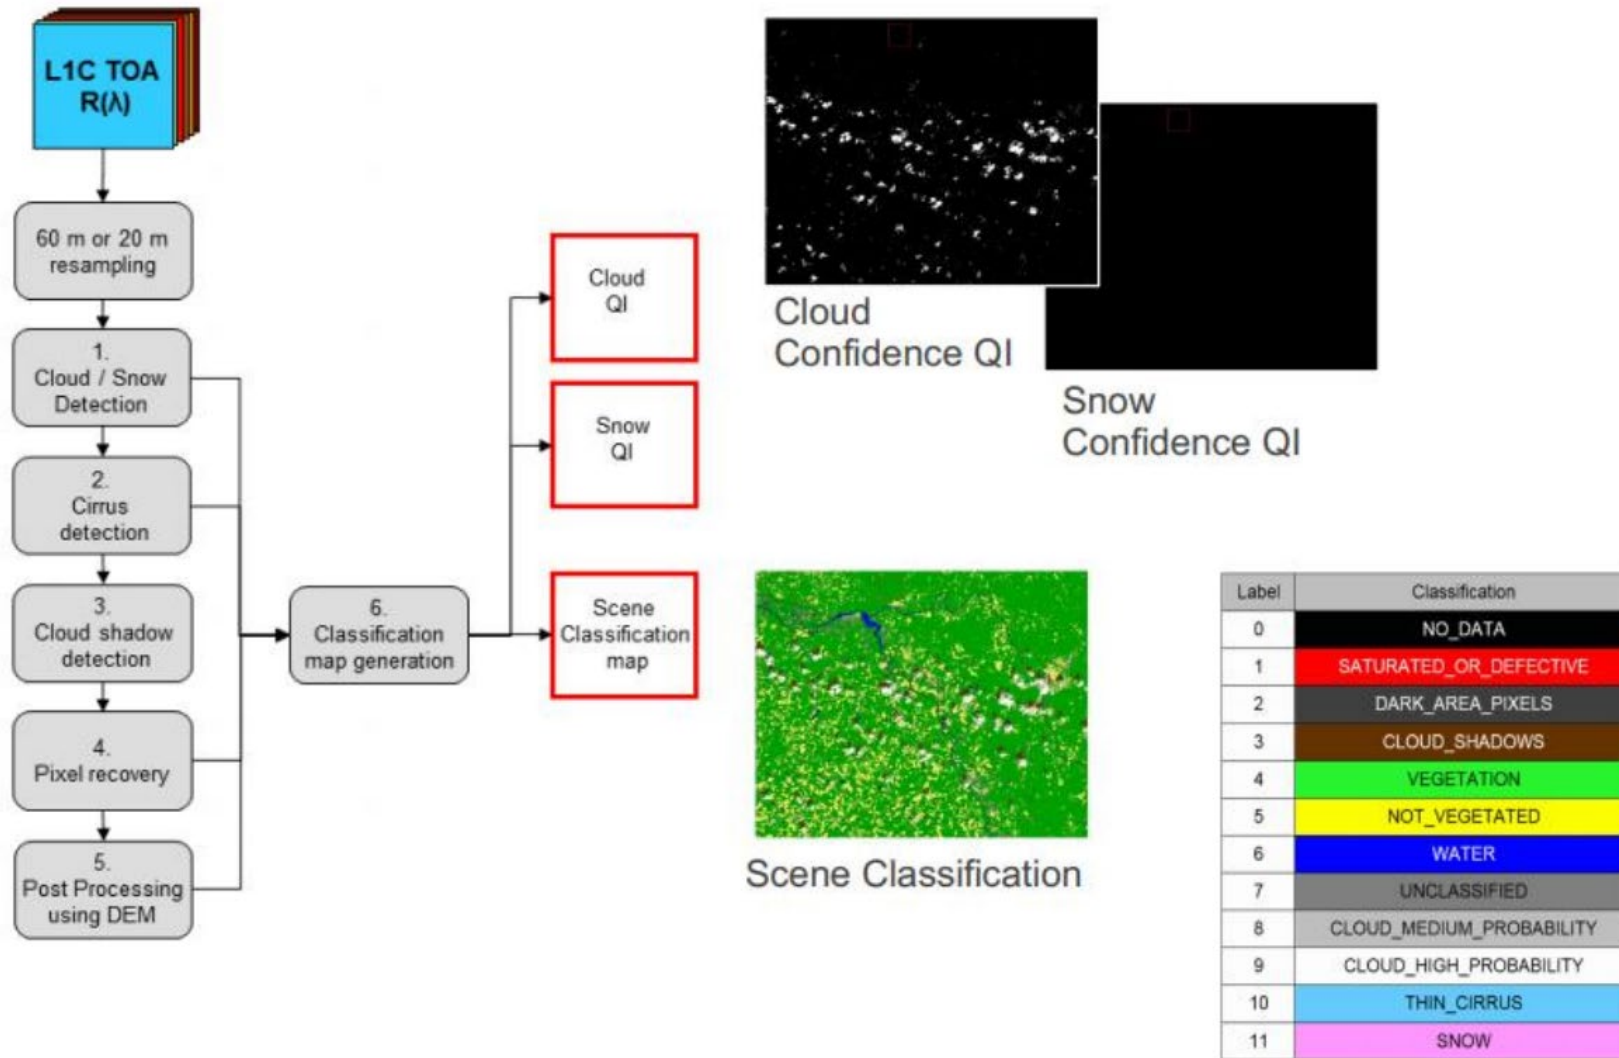 L1C TOA
R(λ)
60 m or 20 m
resampling
1.
Cloud / Snow
Detection
2.
Cirrus
detection
3.
Cloud shadow
detection
4.
Pixel recovery
5.
Post Processing
using DEM
6.
Classification
map generation
Cloud
QI
Snow
QI
Scene
Classification
map
Cloud
Confidence QI
Snow
Confidence QI
Scene Classification
Label Classification
0 NO_DATA
1 SATURATED_OR_DEFECTIVE
2 DARK_AREA_PIXELS
3 CLOUD_SHADOWS
4 VEGETATION
5 NOT_VEGETATED
6 WATER
7 UNCLASSIFIED
8 CLOUD_MEDIUM_PROBABILITY
9 CLOUD_HIGH_PROBABILITY
10 THIN_CIRRUS
11 SNOW